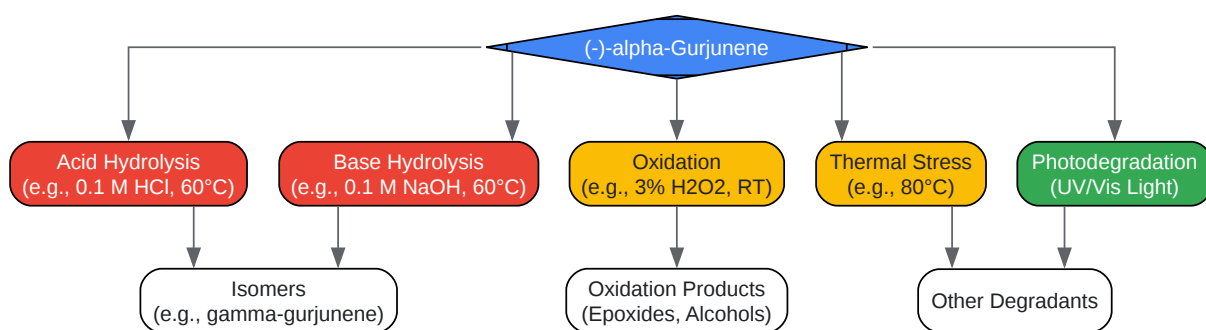 (-)-alpha-Gurjunene
Acid Hydrolysis
(e.g., 0.1 M HCl, 60°C)
Base Hydrolysis
(e.g., 0.1 M NaOH, 60°C)
Oxidation
(e.g., 3% H2O2, RT)
Thermal Stress
(e.g., 80°C)
Photodegradation
(UV/Vis Light)
Isomers
(e.g., gamma-gurjunene)
Oxidation Products
(Epoxides, Alcohols)
Other Degradants